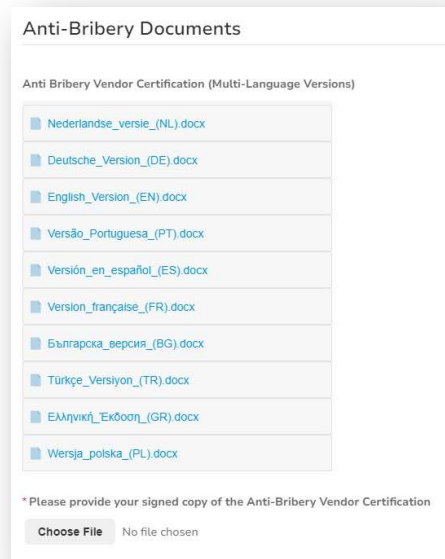 Anti-Bribery Documents
Anti Bribery Vendor Certification (Multi-Language Versions)
Nederlandse_versie_(NL).docx
Deutsche_Version_(DE).docx
English_Version_(EN).docx
Versão_Portuguesa_(PT).docx
Versión_en_español_(ES).docx
Version_française_(FR).docx
Българска_версия_(BG).docx
Türkçe_Versiyon_(TR).docx
Ελληνική_Έκδοση_(GR).docx
Wersja_polska_(PL).docx
* Please provide your signed copy of the Anti-Bribery Vendor Certification
Choose File No file chosen